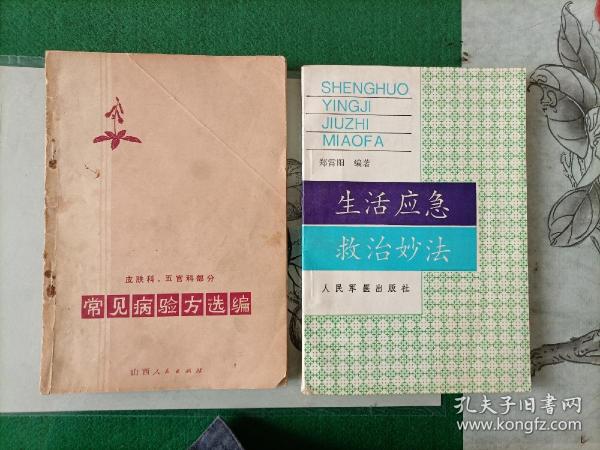 皮肤科、五官科部分
常见病验方选编
山西人民出版社
SHENGHUO
YINGJI
JIUZHI
MIAOFA
郑霄阳 编著
生活应急
救治妙法
人民军医出版社
孔夫子旧书网
www.kongfz.com